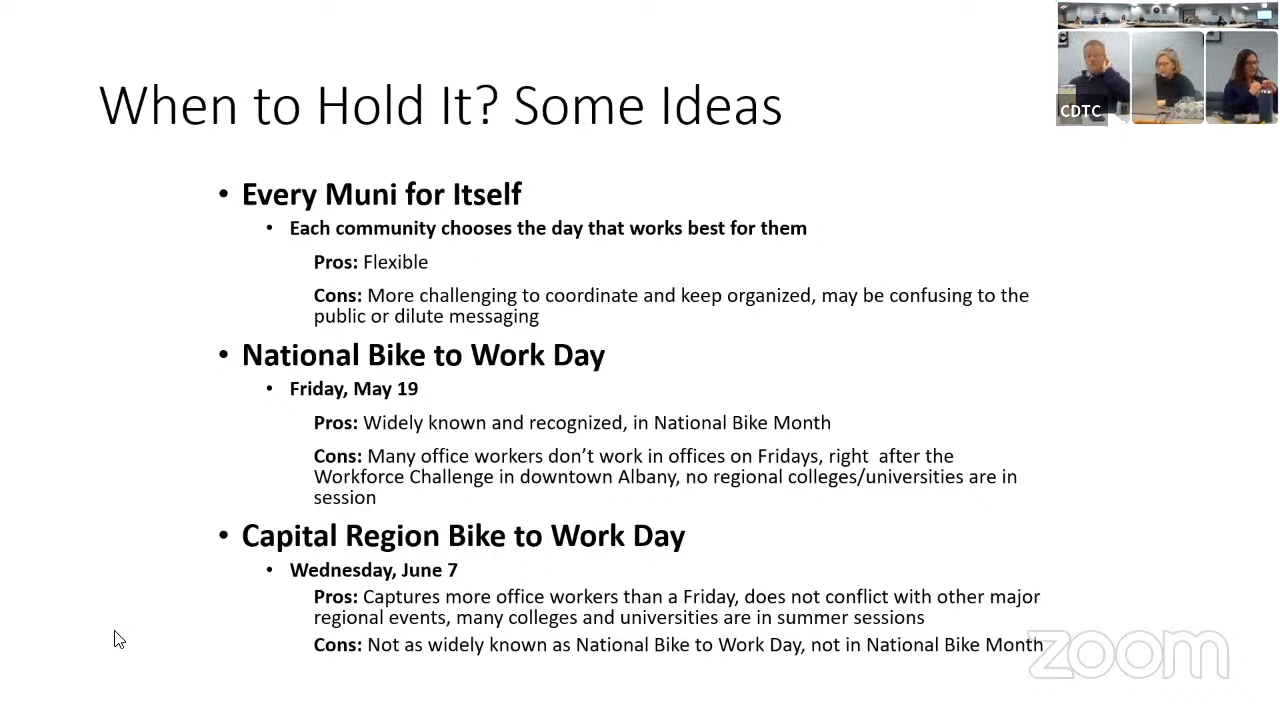 When to Hold It? Some Ideas
CDTC
• Every Muni for Itself
• Each community chooses the day that works best for them
Pros: Flexible
Cons: More challenging to coordinate and keep organized, may be confusing to the
public or dilute messaging
• National Bike to Work Day
• Friday, May 19
Pros: Widely known and recognized, in National Bike Month
Cons: Many office workers don’t work in offices on Fridays, right  after the
Workforce Challenge in downtown Albany, no regional colleges/universities are in
session
• Capital Region Bike to Work Day
• Wednesday, June 7
Pros: Captures more office workers than a Friday, does not conflict with other major
regional events, many colleges and universities are in summer sessions
Cons: Not as widely known as National Bike to Work Day, not in National Bike Month
zoom